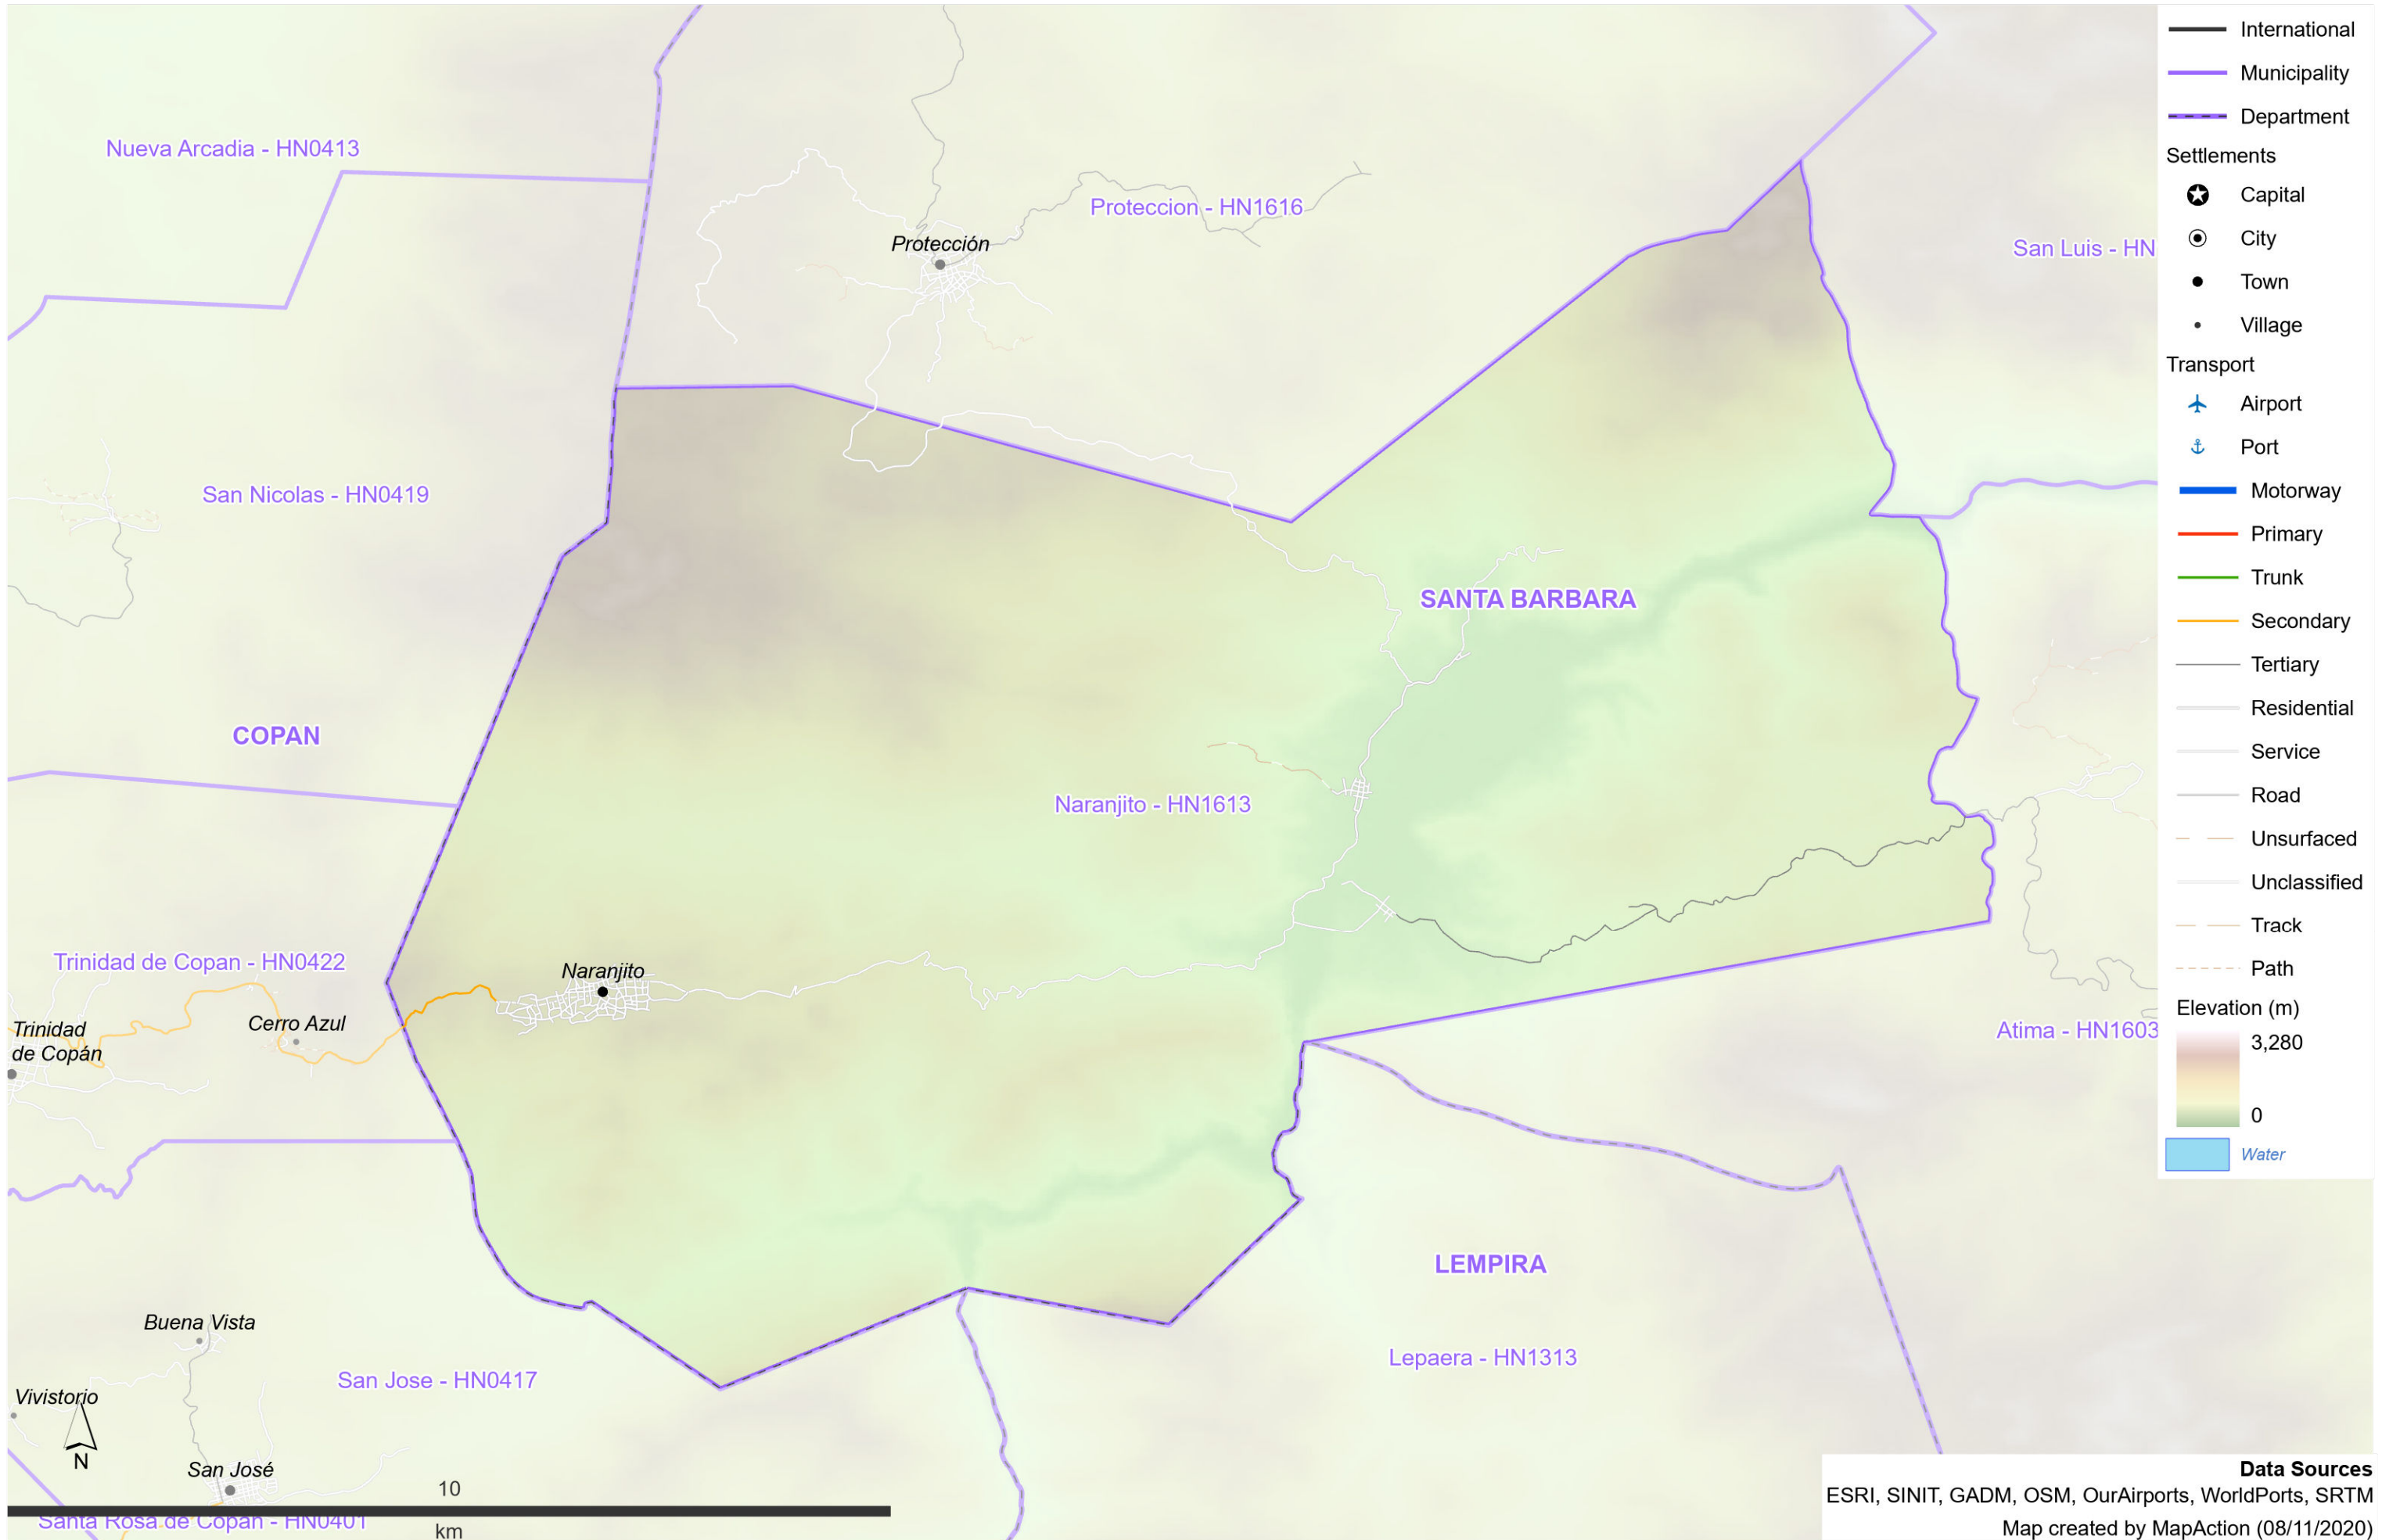 International
Municipality
Department
Settlements
Capital
City
Town
Village
Transport
Airport
Port
Motorway
Primary
Trunk
Secondary
Tertiary
Residential
Service
Road
Unsurfaced
Unclassified
Track
Path
Elevation (m)
3,280
0
Water
Nueva Arcadia - HN0413
Proteccion - HN1616
Protección
San Luis - HN
San Nicolas - HN0419
SANTA BARBARA
COPAN
Naranjito - HN1613
Trinidad de Copan - HN0422
Naranjito
Cerro Azul
Trinidad
de Copán
Atima - HN1603
LEMPIRA
Buena Vista
Lepaera - HN1313
San Jose - HN0417
Vivistorio
N
San José
10
km
Santa Rosa de Copan - HN0401
Data Sources
ESRI, SINIT, GADM, OSM, OurAirports, WorldPorts, SRTM
Map created by MapAction (08/11/2020)